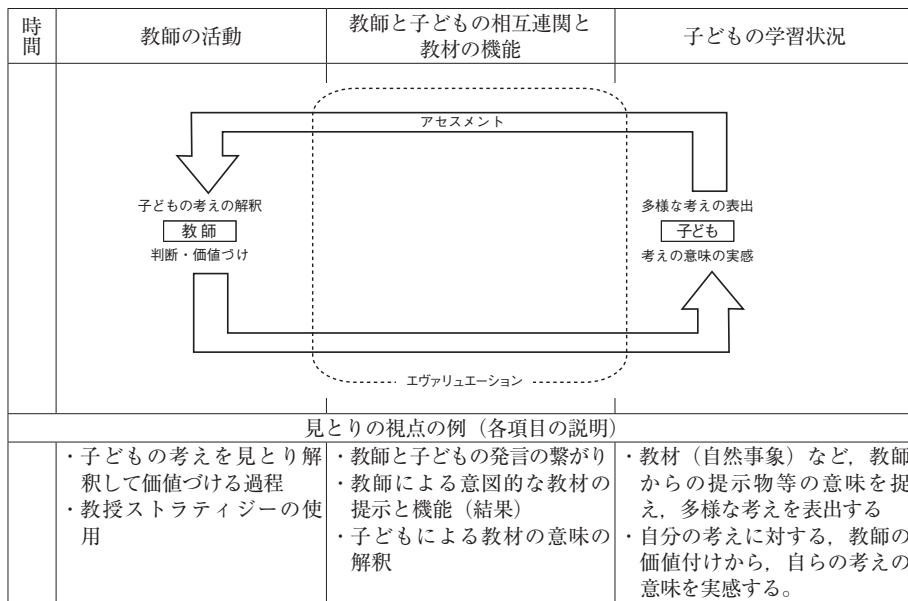 時間
教師の活動
教師と子どもの相互連関と
教材の機能
子どもの学習状況
アセスメント
子どもの考えの解釈
教師
判断・価値づけ
多様な考えの表出
子ども
考えの意味の実感
エヴァリュエーション
見とりの視点の例（各項目の説明）
・子どもの考えを見とり解
釈して価値づける過程
・教授ストラティジーの使
用
・教師と子どもの発言の繋がり
・教師による意図的な教材の
提示と機能（結果）
・子どもによる教材の意味の
解釈
・教材（自然事象）など，教師
からの提示物等の意味を捉
え，多様な考えを表出する
・自分の考えに対する，教師の
価値付けから，自らの考えの
意味を実感する。